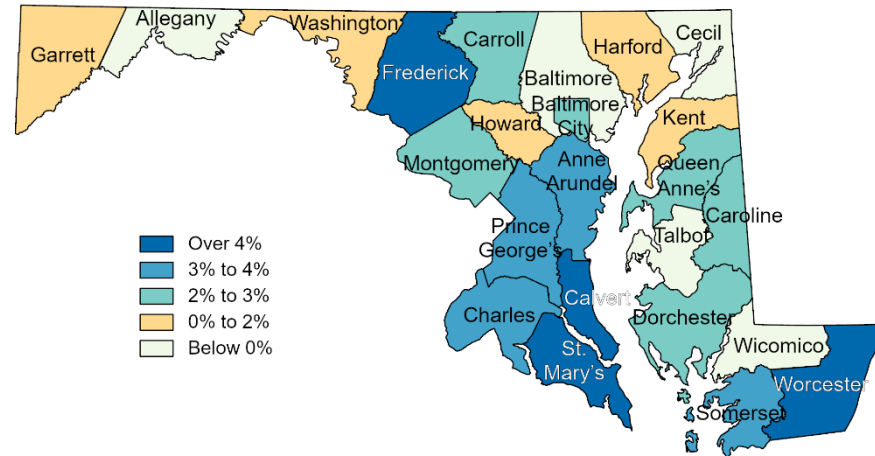 Allegany
Washington
Garrett
Frederick
Carroll
Harford
Cecil
Baltimore
Baltimore
City
Howard
Kent
Montgomery
Anne
Arundel
Queen
Anne's
Prince
George's
Caroline
Talbot
Calvert
Charles
Dorchester
St.
Mary's
Wicomico
Worcester
Somerset
Over 4%
3% to 4%
2% to 3%
0% to 2%
Below 0%